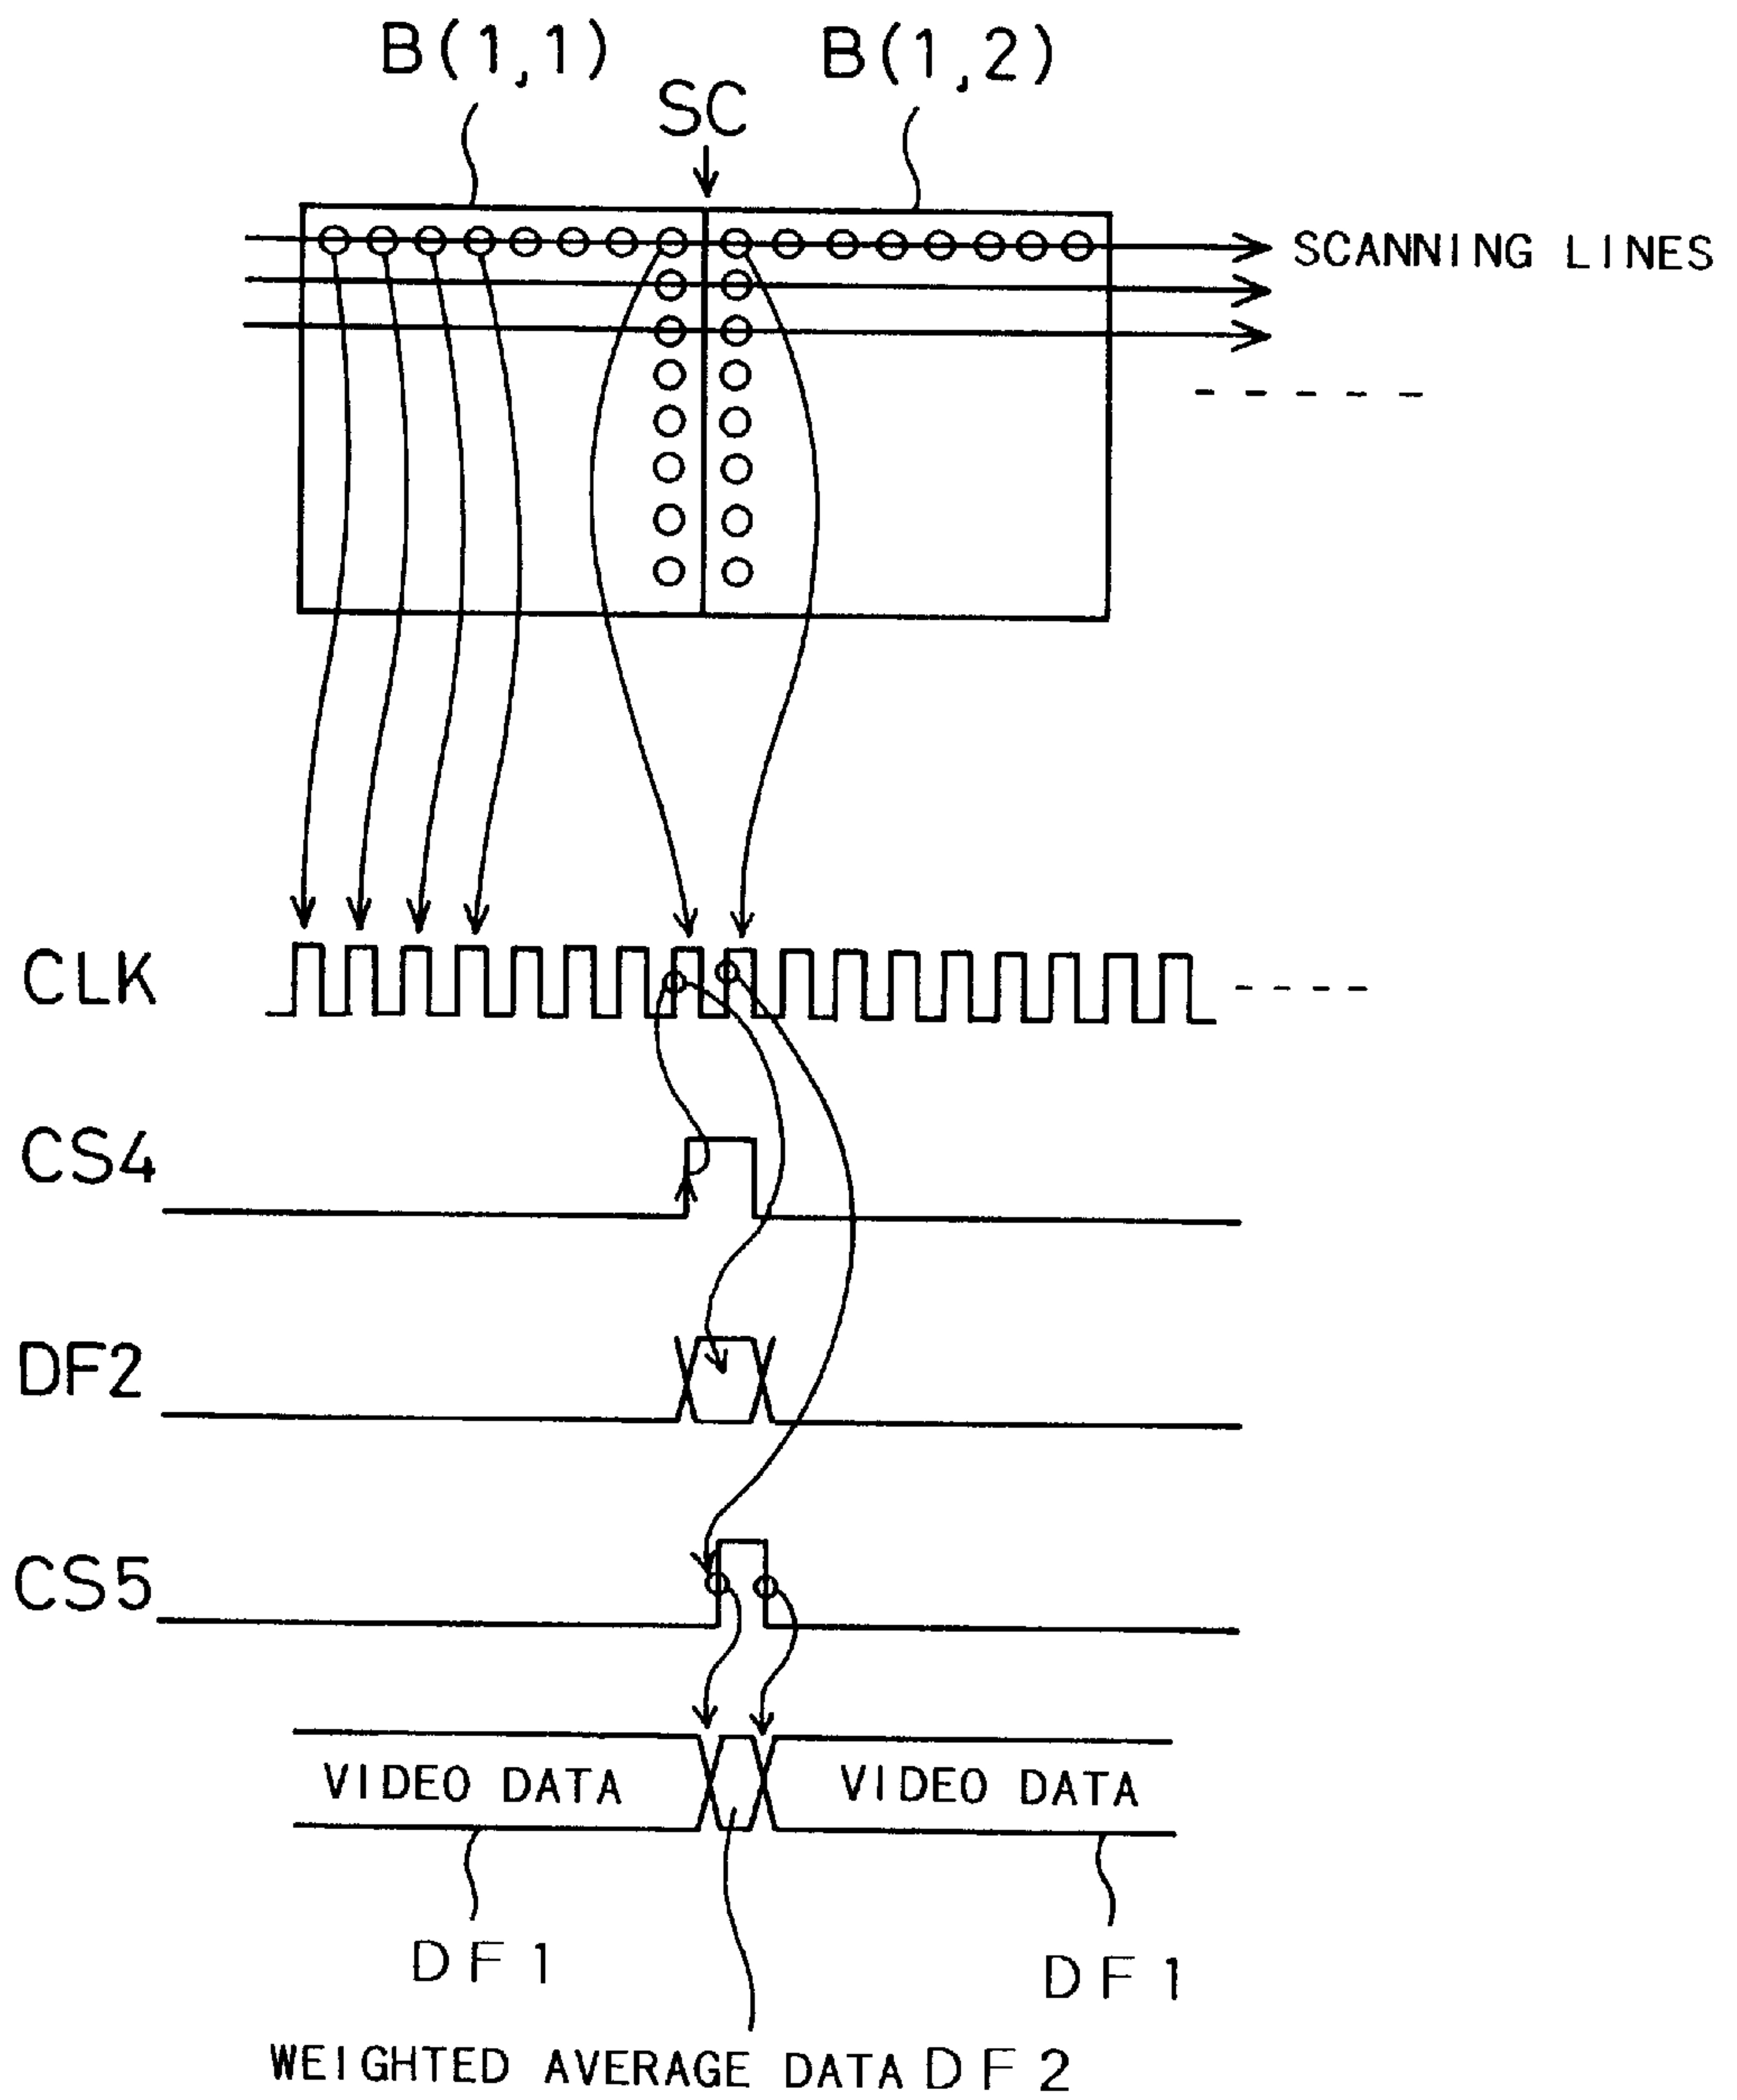 B(1,1)
SC
B(1,2)
SCANNING LINES
CLK
CS4
DF2
CS5
VIDEO DATA
VIDEO DATA
DF1
DF1
WEIGHTED AVERAGE DATA DF2